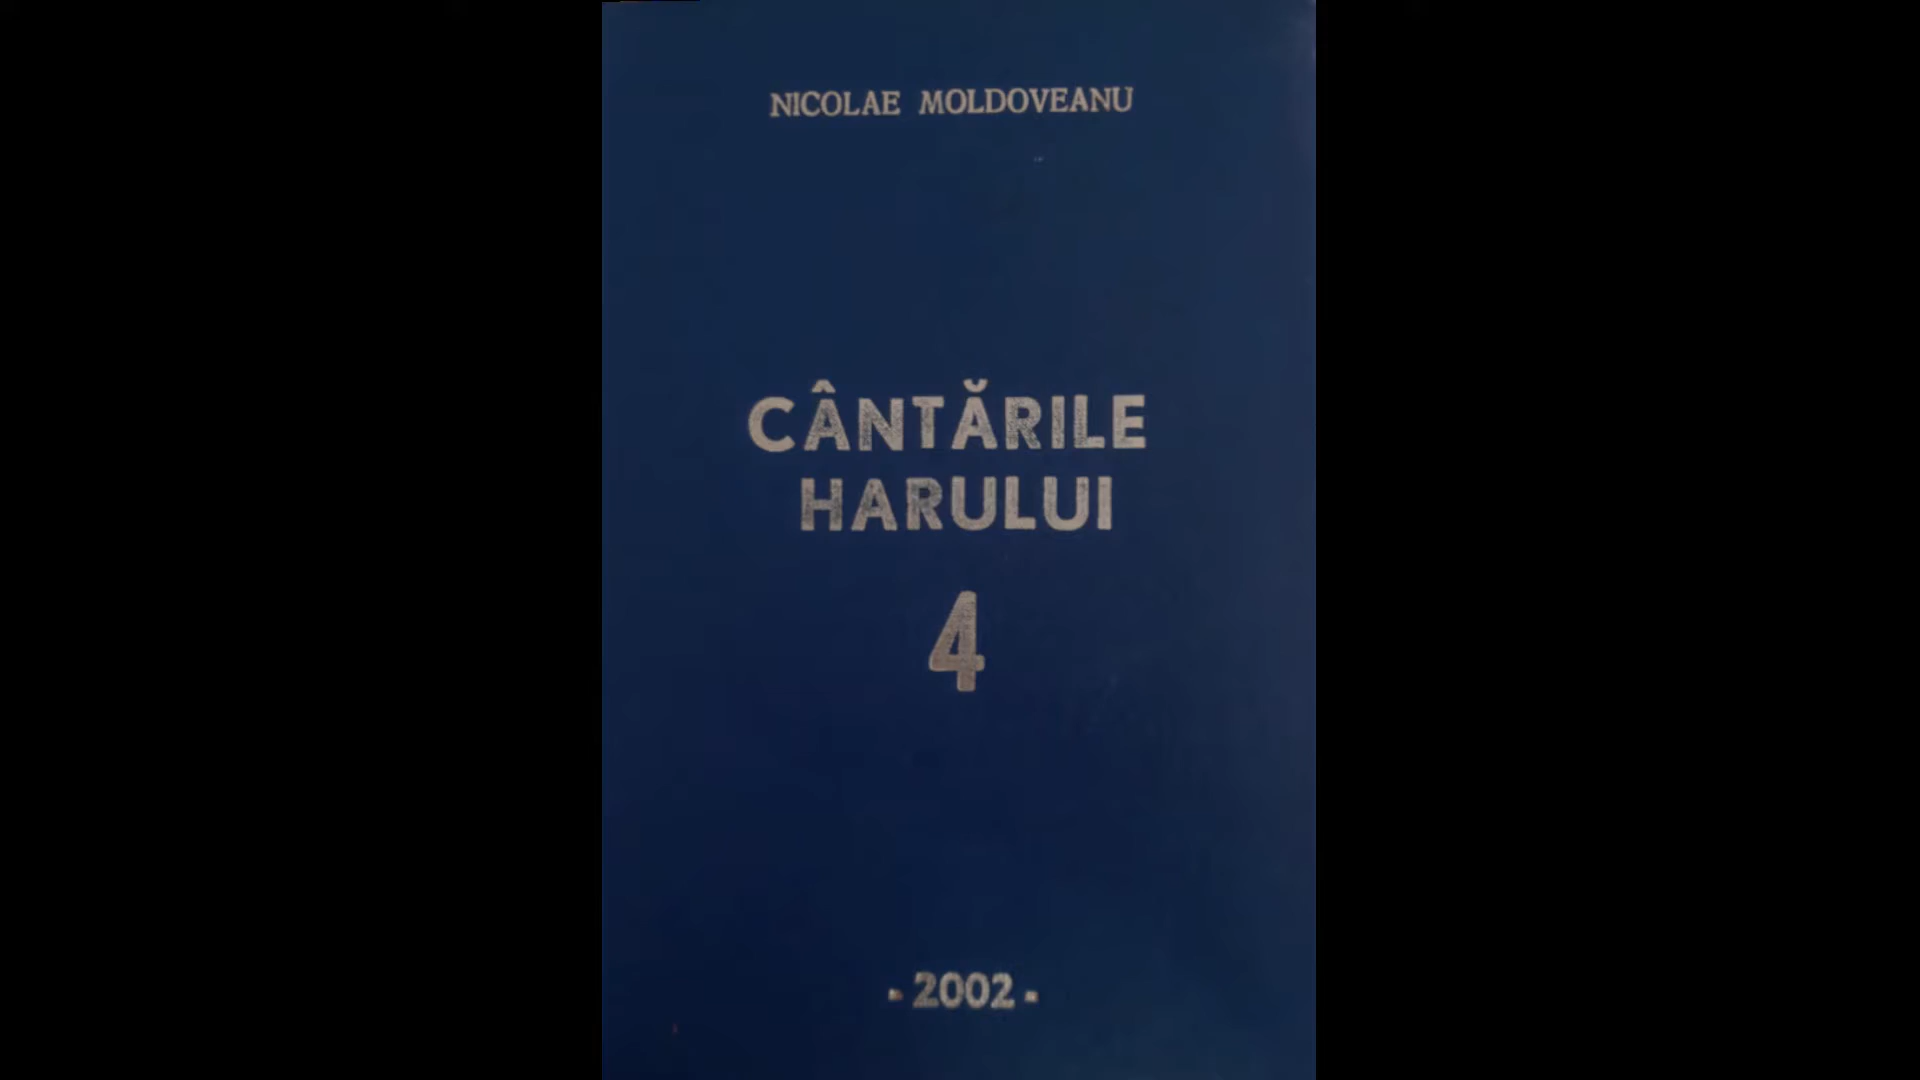 NICOLAE MOLDOVEANU
CÂNTĂRILE
HARULUI
4
- 2002 -